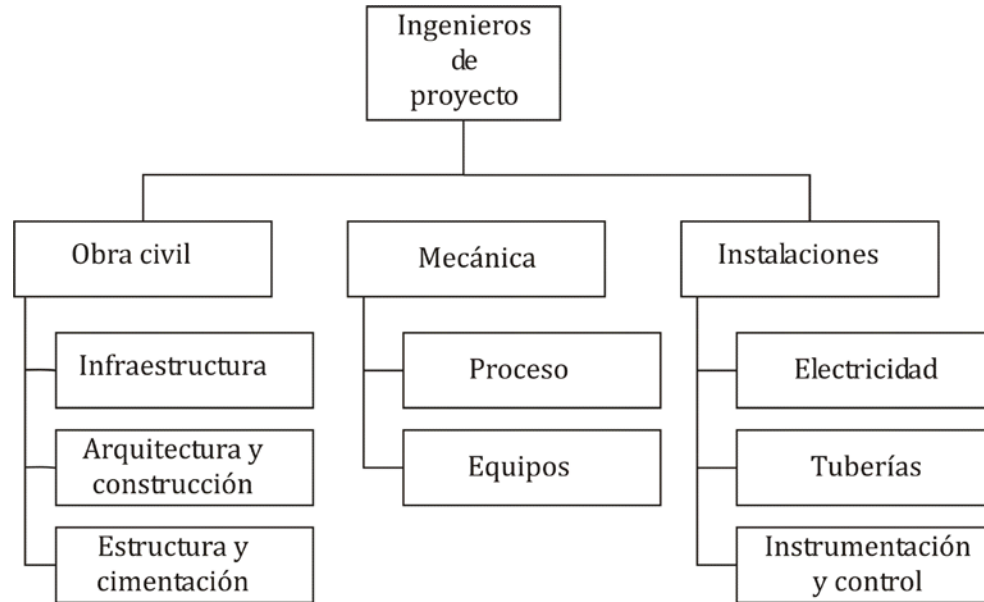 Ingenieros
de
proyecto
Obra civil
Mecánica
Instalaciones
Infraestructura
Proceso
Electricidad
Arquitectura y
construcción
Equipos
Tuberías
Estructura y
cimentación
Instrumentación
y control